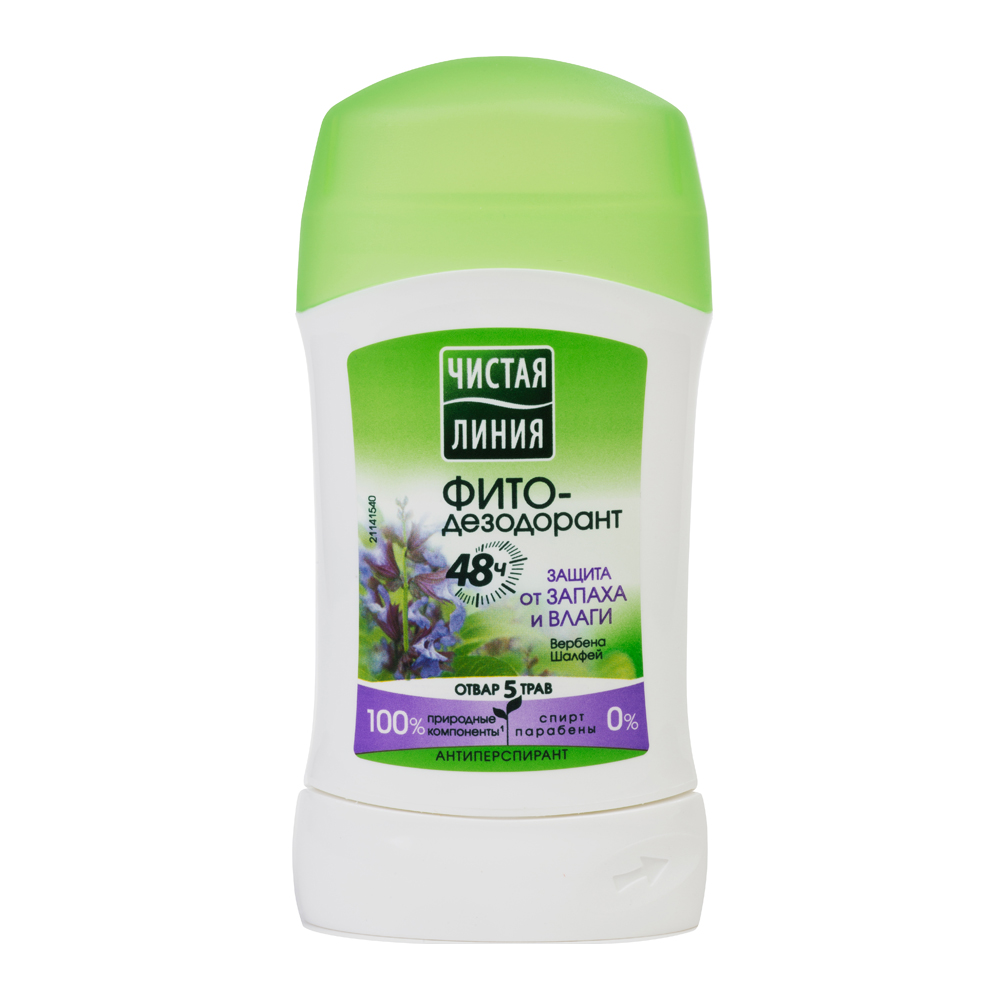 ЧИСТАЯ
ЛИНИЯ
ФИТО-
дезодорант
21141540
48ч
ЗАЩИТА
от ЗАПАХА
и ВЛАГИ
Вербена
Шалфей
ОТВАР 5 ТРАВ
100% природные компоненты¹
спирт парабены 0%
АНТИПЕРСПИРАНТ